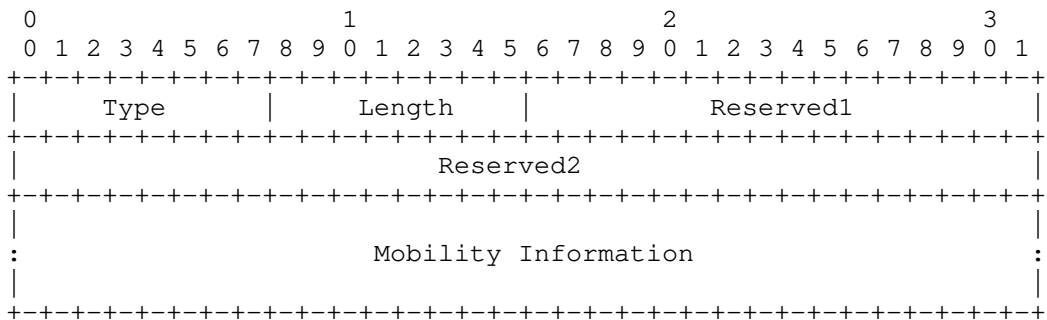 0                   1                   2                   3
 0 1 2 3 4 5 6 7 8 9 0 1 2 3 4 5 6 7 8 9 0 1 2 3 4 5 6 7 8 9 0 1
+-+-+-+-+-+-+-+-+-+-+-+-+-+-+-+-+-+-+-+-+-+-+-+-+-+-+-+-+-+-+-+-+
|     Type      |     Length    |           Reserved1           |
+-+-+-+-+-+-+-+-+-+-+-+-+-+-+-+-+-+-+-+-+-+-+-+-+-+-+-+-+-+-+-+-+
|                          Reserved2                            |
+-+-+-+-+-+-+-+-+-+-+-+-+-+-+-+-+-+-+-+-+-+-+-+-+-+-+-+-+-+-+-+-+
|                                                               |
:                      Mobility Information                     :
|                                                               |
+-+-+-+-+-+-+-+-+-+-+-+-+-+-+-+-+-+-+-+-+-+-+-+-+-+-+-+-+-+-+-+-+